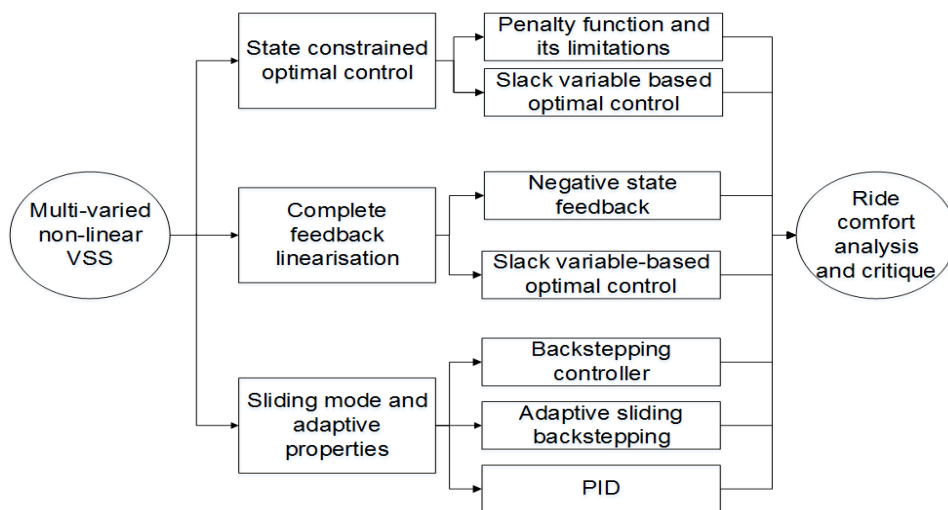 Multi-varied
non-linear
VSS
State constrained
optimal control
Penalty function and
its limitations
Slack variable based
optimal control
Complete
feedback
linearisation
Negative state
feedback
Slack variable-based
optimal control
Sliding mode and
adaptive
properties
Backstepping
controller
Adaptive sliding
backstepping
PID
Ride
comfort
analysis
and critique